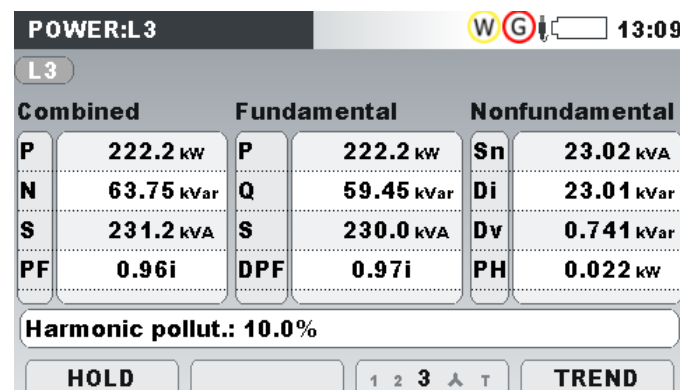 POWER:L3 W G 13:09
L3
Combined Fundamental Nonfundamental
P 222.2 kW P 222.2 kW Sn 23.02 kVA
N 63.75 kVar Q 59.45 kVar Di 23.01 kVar
S 231.2 kVA S 230.0 kVA Dv 0.741 kVar
PF 0.96i DPF 0.97i PH 0.022 kW
Harmonic pollut.: 10.0%
HOLD 1 2 3 T TREND